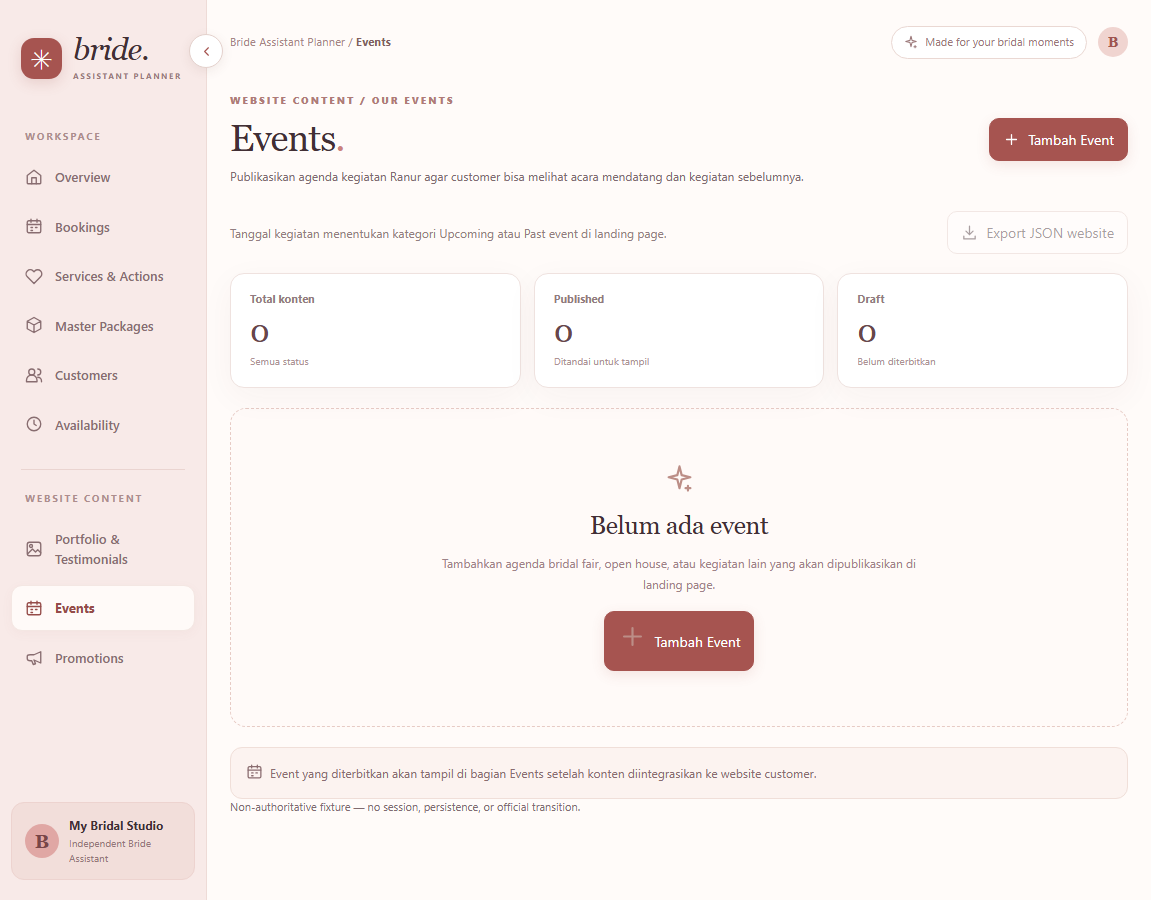 bride.
ASSISTANT PLANNER
WORKSPACE
Overview
Bookings
Services & Actions
Master Packages
Customers
Availability
WEBSITE CONTENT
Portfolio &
Testimonials
Events
Promotions
B
My Bridal Studio
Independent Bride
Assistant
Bride Assistant Planner / Events
Made for your bridal moments
B
WEBSITE CONTENT / OUR EVENTS
Events.
Publikasikan agenda kegiatan Ranur agar customer bisa melihat acara mendatang dan kegiatan sebelumnya.
Tambah Event
Tanggal kegiatan menentukan kategori Upcoming atau Past event di landing page.
Export JSON website
Total konten
0
Semua status
Published
0
Ditandai untuk tampil
Draft
0
Belum diterbitkan
Belum ada event
Tambahkan agenda bridal fair, open house, atau kegiatan lain yang akan dipublikasikan di
landing page.
Tambah Event
Event yang diterbitkan akan tampil di bagian Events setelah konten diintegrasikan ke website customer.
Non-authoritative fixture — no session, persistence, or official transition.